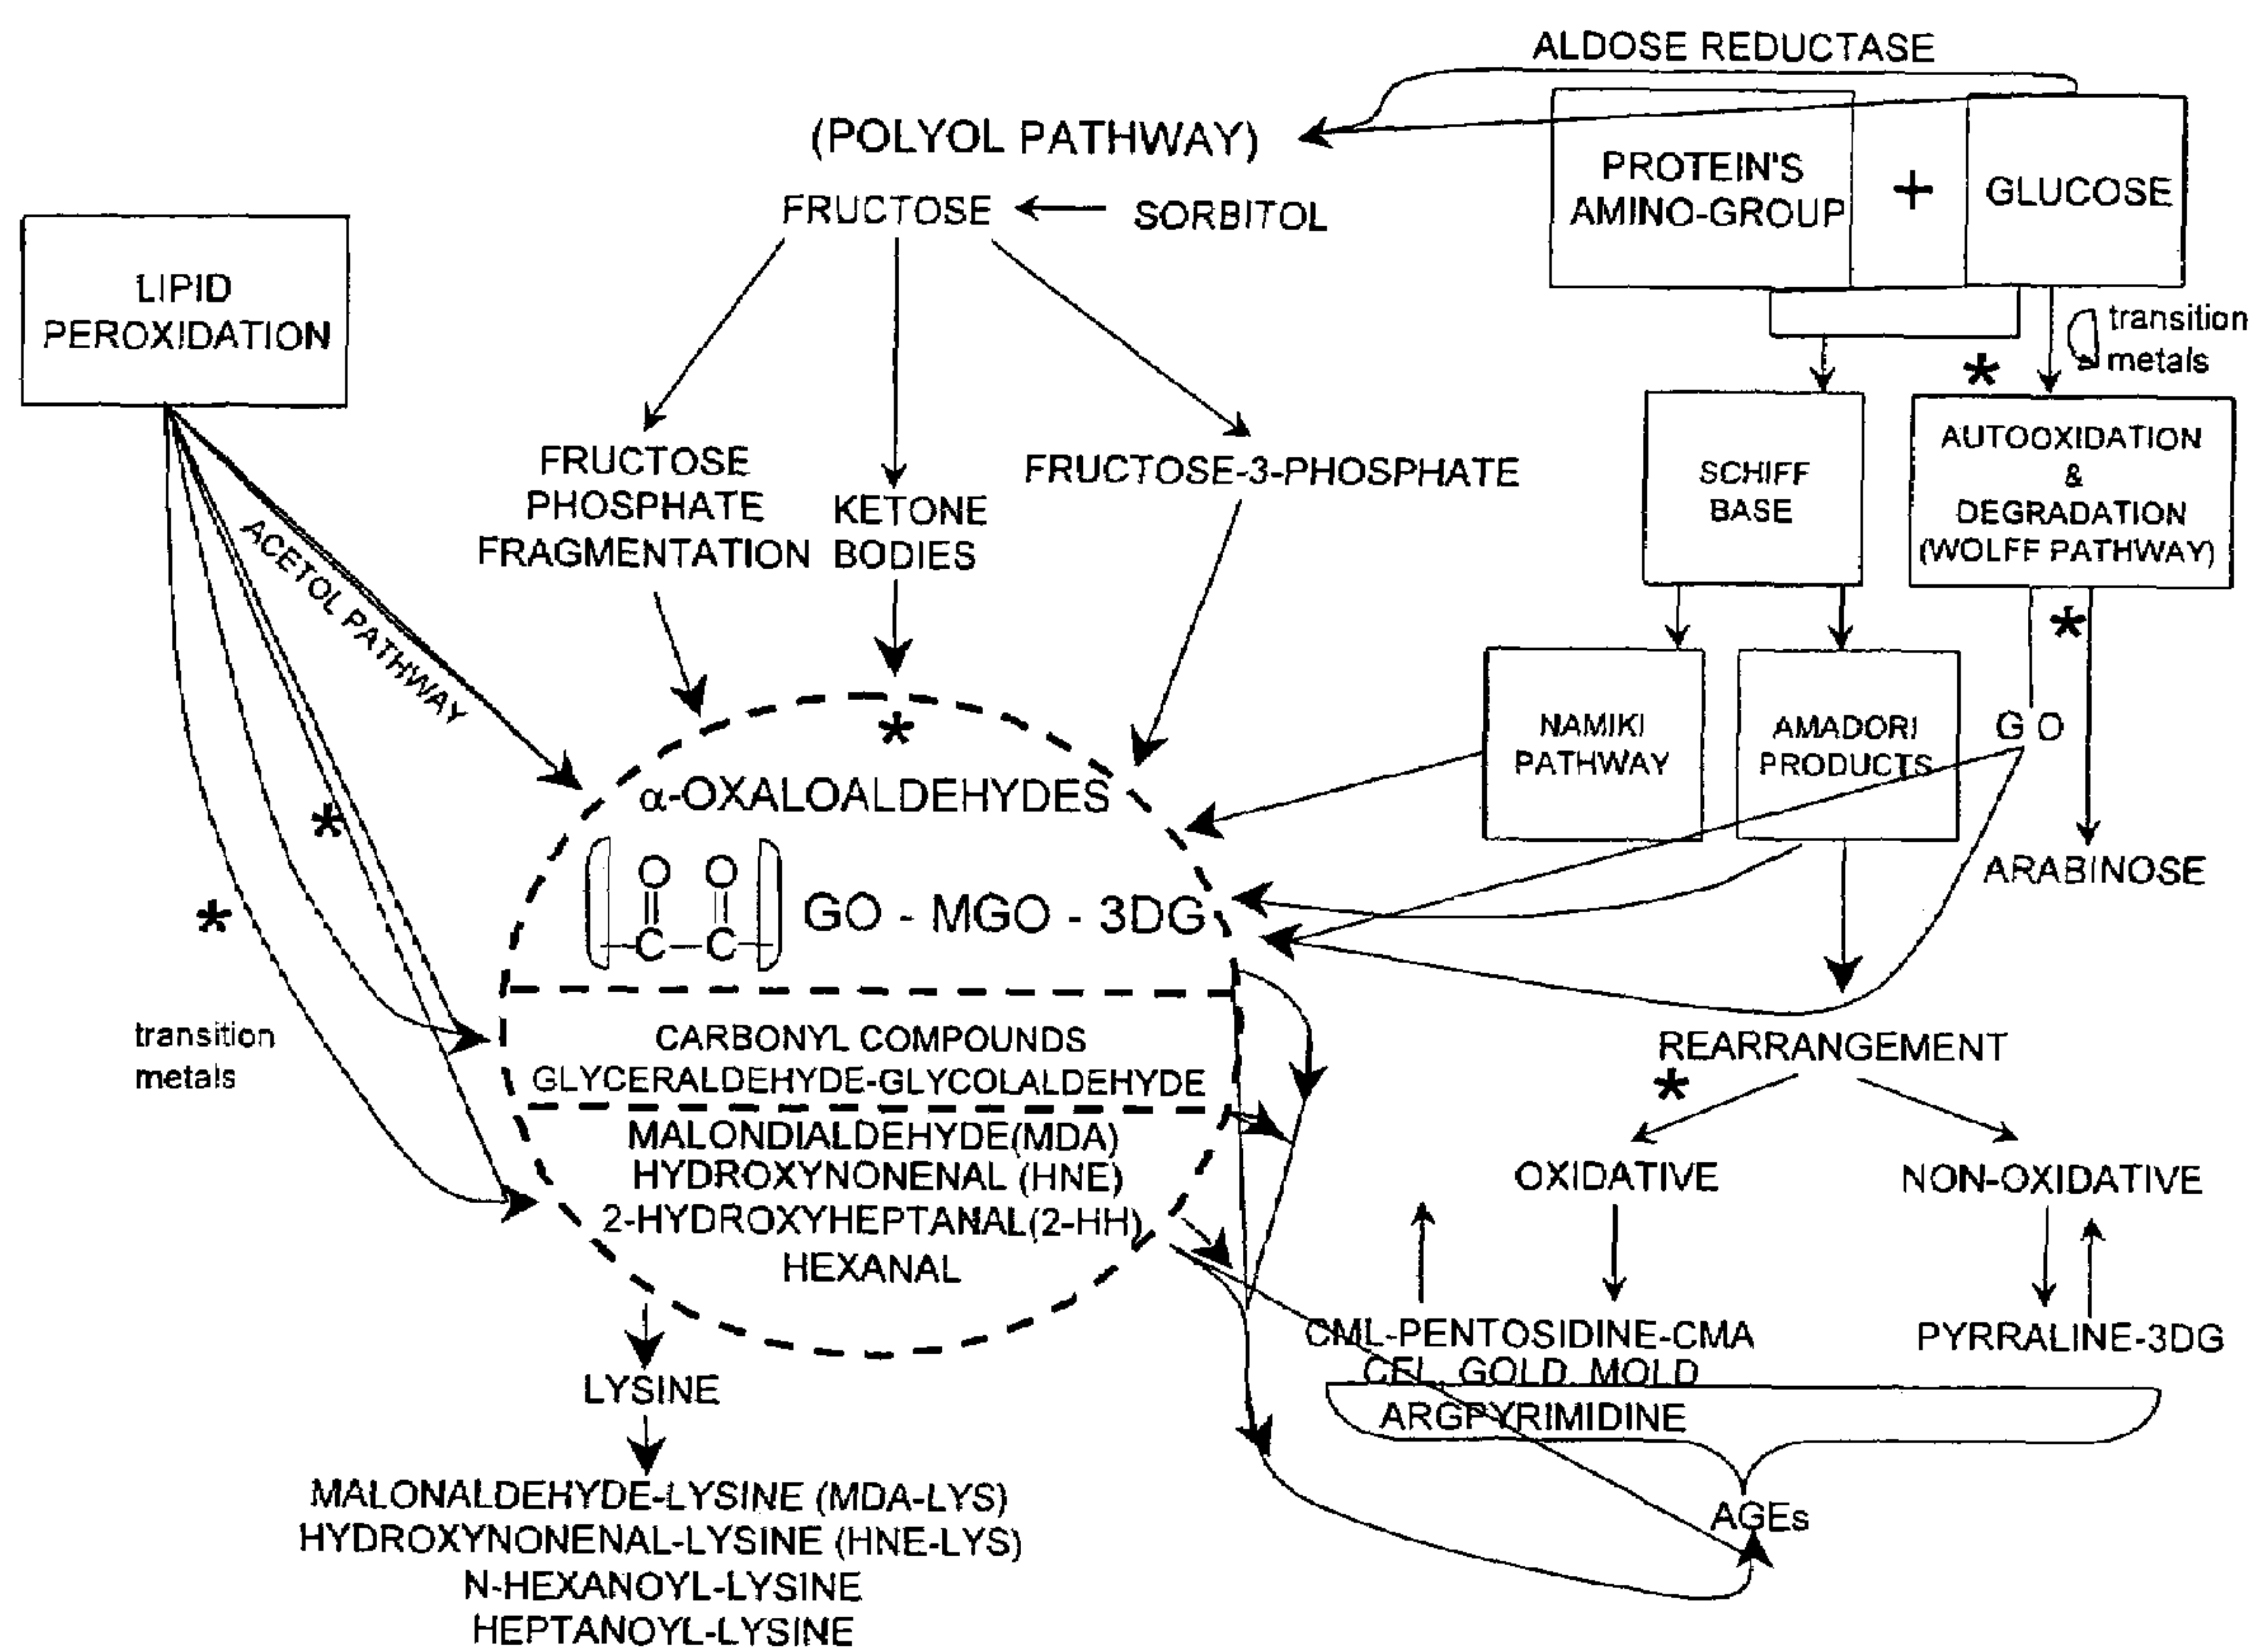 ALDOSE REDUCTASE
(POLYOL PATHWAY)
PROTEIN'S
AMINO-GROUP
+
GLUCOSE
FRUCTOSE
SORBITOL
LIPID
PEROXIDATION
transition
metals
*
FRUCTOSE
PHOSPHATE
FRAGMENTATION
KETONE
BODIES
FRUCTOSE-3-PHOSPHATE
SCHIFF
BASE
AUTOOXIDATION
&
DEGRADATION
(WOLFF PATHWAY)
ACETOL PATHWAY
*
NAMIKI
PATHWAY
AMADORI
PRODUCTS
GO
*
α-OXALOALDEHYDES
*
O O
C C
GO - MGO - 3DG
ARABINOSE
*
transition
metals
CARBONYL COMPOUNDS
GLYCERALDEHYDE-GLYCOLALDEHYDE
REARRANGEMENT
*
MALONDIALDEHYDE(MDA)
HYDROXYNONENAL (HNE)
2-HYDROXYHEPTANAL(2-HH)
HEXANAL
OXIDATIVE
NON-OXIDATIVE
CML-PENTOSIDINE-CMA
CEL GOLD MOLD
ARGPYRIMIDINE
PYRRALINE-3DG
LYSINE
AGEs
MALONALDEHYDE-LYSINE (MDA-LYS)
HYDROXYNONENAL-LYSINE (HNE-LYS)
N-HEXANOYL-LYSINE
HEPTANOYL-LYSINE